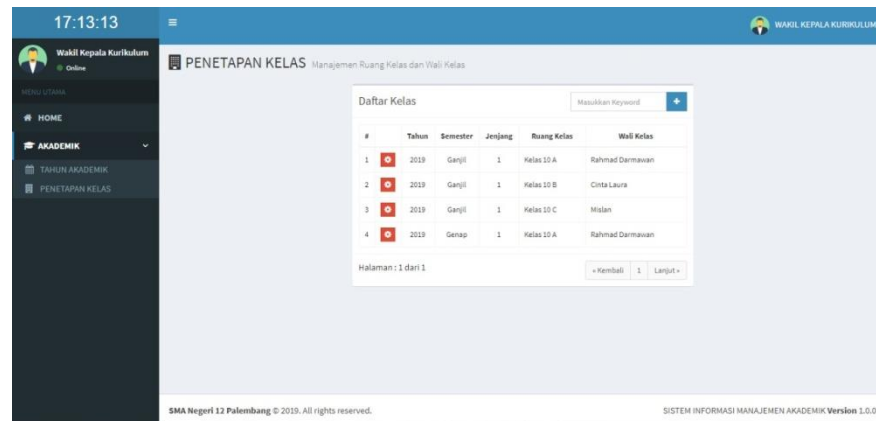 17:13:13
WAKIL KEPALA KURIKULUM
Wakil Kepala Kurikulum
Online
MENU UTAMA
HOME
AKADEMIK
TAHUN AKADEMIK
PENETAPAN KELAS
PENETAPAN KELAS Manajemen Ruang Kelas dan Wali Kelas
Daftar Kelas Masukkan Keyword
# Tahun Semester Jenjang Ruang Kelas Wali Kelas
1 2019 Ganjil 1 Kelas 10 A Rahmad Darmawan
2 2019 Ganjil 1 Kelas 10 B Cinta Laura
3 2019 Ganjil 1 Kelas 10 C Mislan
4 2019 Genap 1 Kelas 10 A Rahmad Darmawan
Halaman : 1 dari 1 « Kembali 1 Lanjut »
SMA Negeri 12 Palembang © 2019. All rights reserved. SISTEM INFORMASI MANAJEMEN AKADEMIK Version 1.0.0